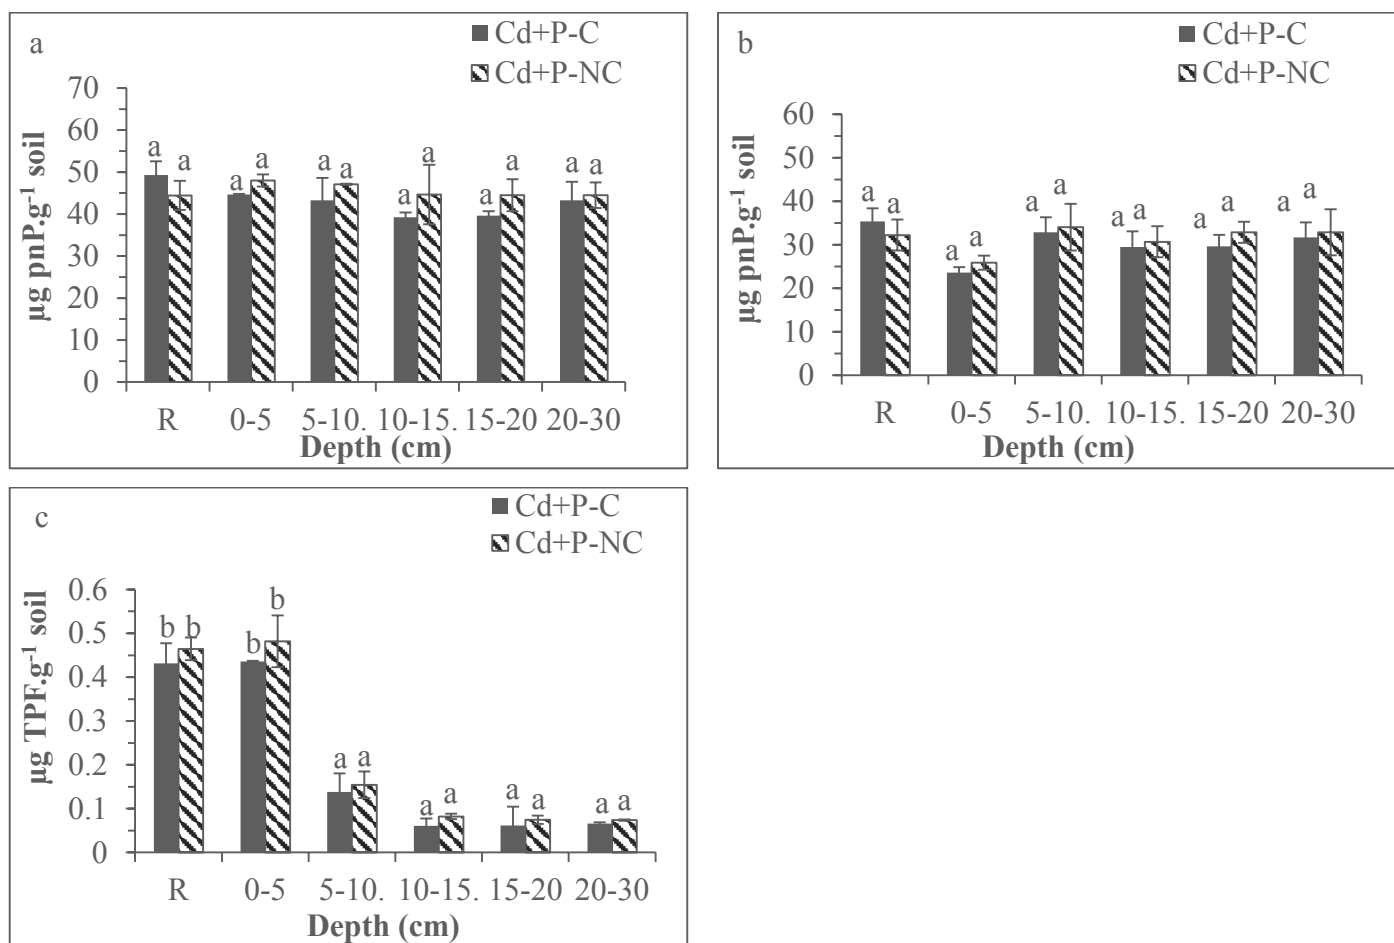 a
Cd+P-C
Cd+P-NC
µg pnP.g⁻¹ soil
70
60
50
40
30
20
10
0
a a a a a a a a a a a a
R 0-5 5-10. 10-15. 15-20 20-30
Depth (cm)
b
Cd+P-C
Cd+P-NC
µg pnP.g⁻¹ soil
60
50
40
30
20
10
0
a a a a a a a a a a a a
R 0-5 5-10. 10-15. 15-20 20-30
Depth (cm)
c
Cd+P-C
Cd+P-NC
µg TPF.g⁻¹ soil
0.6
0.5
0.4
0.3
0.2
0.1
0
b b b b a a a a a a a a
R 0-5 5-10. 10-15. 15-20 20-30
Depth (cm)